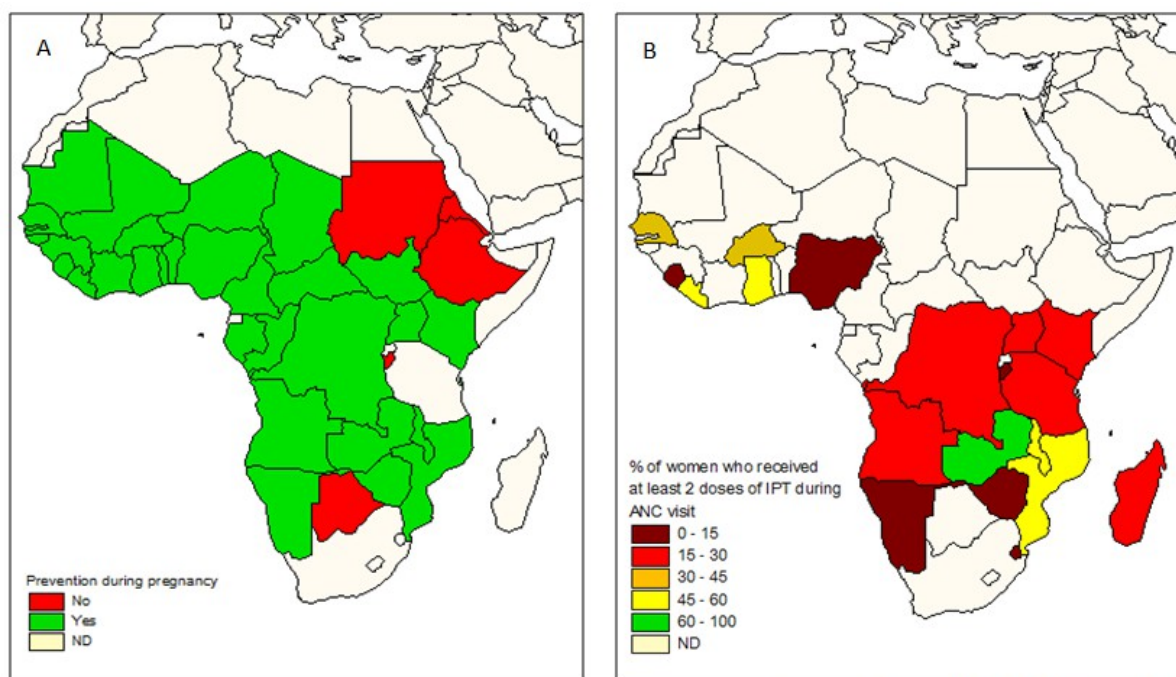 A
Prevention during pregnancy
No
Yes
ND
B
% of women who received
at least 2 doses of IPT during
ANC visit
0 - 15
15 - 30
30 - 45
45 - 60
60 - 100
ND